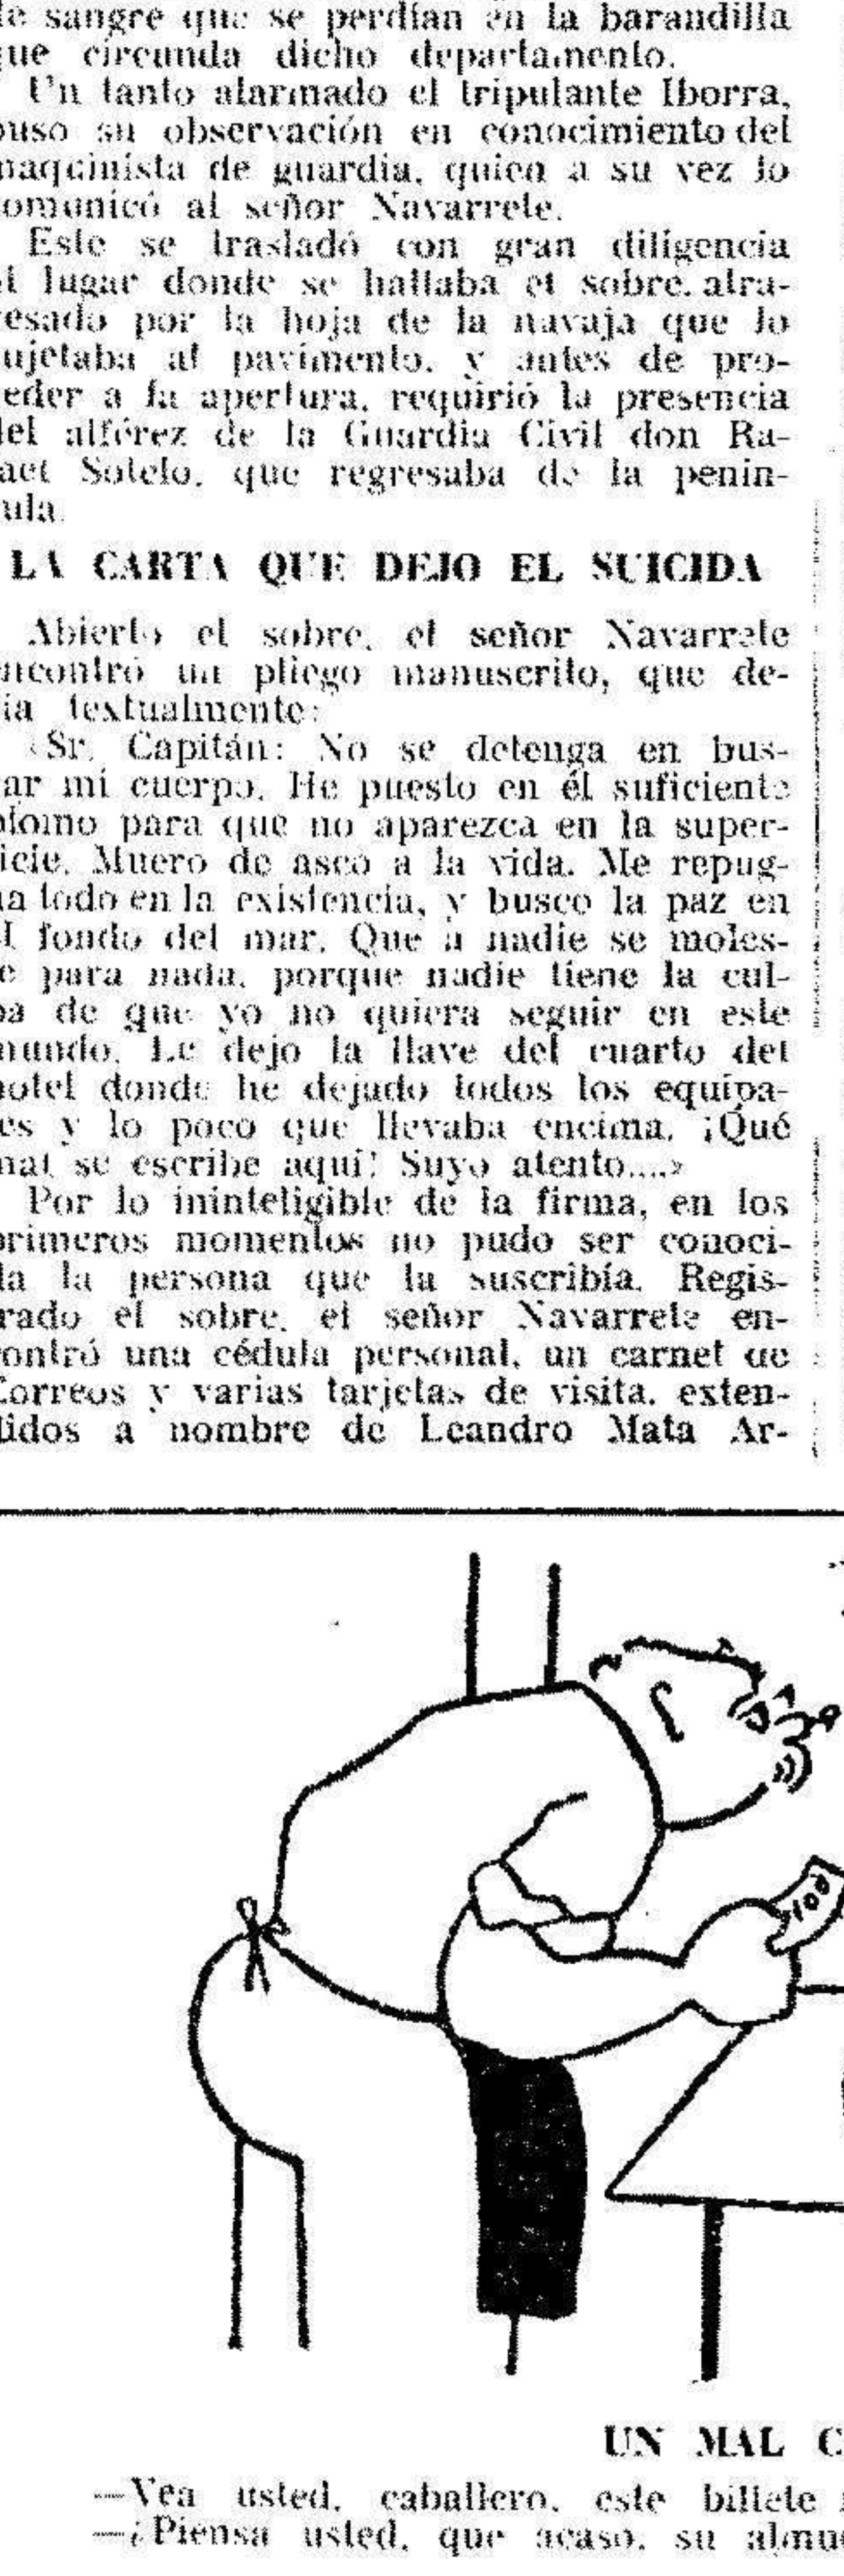 de sangre que se perdían en la barandilla
que circunda dicho departamento.
Un tanto alarmado el tripulante Iborra,
puso su observación en conocimiento del
maquinista de guardia, quien a su vez lo
comunicó al señor Navarrete.
Este se trasladó con gran diligencia
al lugar donde se hallaba el sobre, atra-
vesado por la hoja de la navaja que lo
sujetaba al pavimento, y antes de pro-
ceder a la apertura, requirió la presencia
del alférez de la Guardia Civil don Ra-
fael Sotelo, que regresaba de la penín-
sula.
LA CARTA QUE DEJO EL SUICIDA
Abierto el sobre, el señor Navarrete
encontró un pliego manuscrito, que de-
cía textualmente:
«Sr. Capitán: No se detenga en bus-
car mi cuerpo. He puesto en él suficiente
plomo para que no aparezca en la super-
ficie. Muero de asco a la vida. Me repug-
na todo en la existencia, y busco la paz en
el fondo del mar. Que a nadie se moles-
te para nada, porque nadie tiene la cul-
pa de que yo no quiera seguir en este
mundo. Le dejo la llave del cuarto del
hotel donde he dejado todos los equipa-
jes y lo poco que llevaba encima. ¡Qué
mal se escribe aquí! Suyo atento....»
Por lo ininteligible de la firma, en los
primeros momentos no pudo ser conoci-
da la persona que la suscribía. Regis-
trado el sobre, el señor Navarrete en-
contró una cédula personal, un carnet de
Correos y varias tarjetas de visita, exten-
didos a nombre de Leandro Mata Ar-
100
UN MAL C
—Vea usted, caballero, este billete
—¿Piensa usted, que acaso, su almu